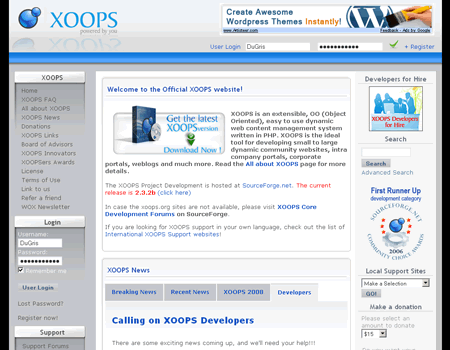 XOOPS
powered by you
Create Awesome
Wordpress Themes Instantly!
www.Artisteer.com
Feedback - Ads by Google
User Login DuGris ••••••••••• + Register
XOOPS
Home
XOOPS FAQ
All about XOOPS
XOOPS News
Donations
XOOPS Links
Board of Advisors
XOOPS Innovators
XOOPSers Awards
License
Terms of Use
Link to us
Refer a friend
WOX Newsletter
Login
Username:
DuGris
Password:
•••••••••••
Remember me
User Login
Lost Password?
Register now!
Support
Support Forums
Welcome to the Official XOOPS website!
Get the latest
XOOPS version
Download Now !
XOOPS is an extensible, OO (Object
Oriented), easy to use dynamic
web content management system
written in PHP. XOOPS is the ideal
tool for developing small to large
dynamic community websites, intra
company portals, corporate
portals, weblogs and much more. Read the All about XOOPS page for more
details.
The XOOPS Project Development is hosted at SourceForge.net. The current
release is 2.3.2b (click here)
In case the xoops.org sites are not available, please visit XOOPS Core
Development Forums on SourceForge.
If you are looking for XOOPS support in your own language, check out the list of
International XOOPS Support websites!
XOOPS News
Breaking News
Recent News
XOOPS 2008
Developers
Calling on XOOPS Developers
There are some exciting news coming up, and we'll need your help!!!
Developers for Hire
XOOPS Developers
for Hire
Search
Search
Advanced Search
First Runner Up
development category
SOURCEFORGE.NET
2006
COMMUNITY CHOICE AWARDS
Local Support Sites
Make a Selection
GO!
Make a donation
Please select an
amount to donate
$15